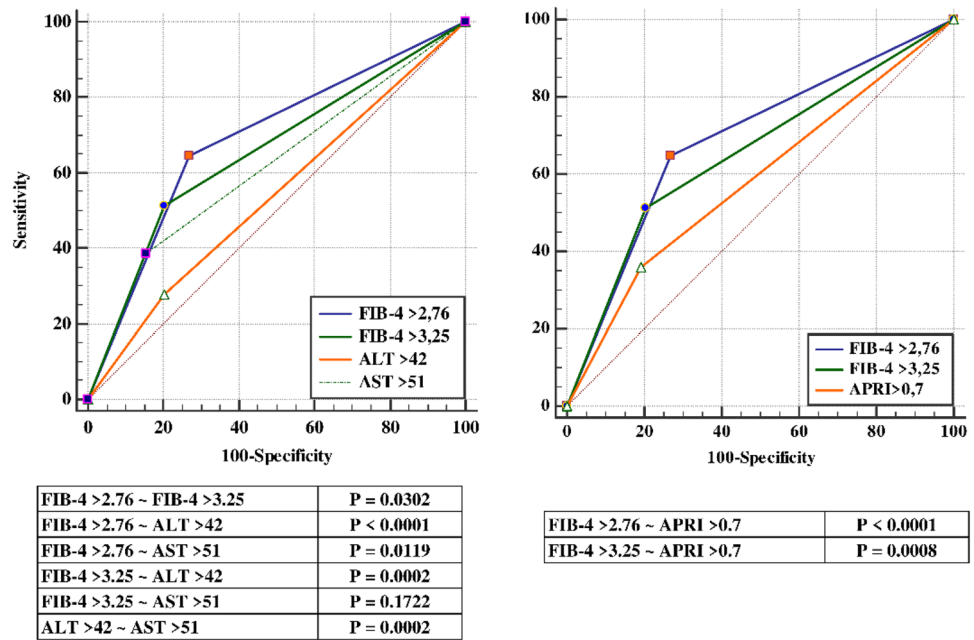 100
80
60
40
20
0
Sensitivity
FIB-4 >2,76
FIB-4 >3,25
ALT >42
AST >51
0 20 40 60 80 100
100-Specificity
100
80
60
40
20
0
FIB-4 >2,76
FIB-4 >3,25
APRI>0,7
0 20 40 60 80 100
100-Specificity
FIB-4 >2.76 ~ FIB-4 >3.25 P = 0.0302
FIB-4 >2.76 ~ ALT >42 P < 0.0001
FIB-4 >2.76 ~ AST >51 P = 0.0119
FIB-4 >3.25 ~ ALT >42 P = 0.0002
FIB-4 >3.25 ~ AST >51 P = 0.1722
ALT >42 ~ AST >51 P = 0.0002
FIB-4 >2.76 ~ APRI >0.7 P < 0.0001
FIB-4 >3.25 ~ APRI >0.7 P = 0.0008